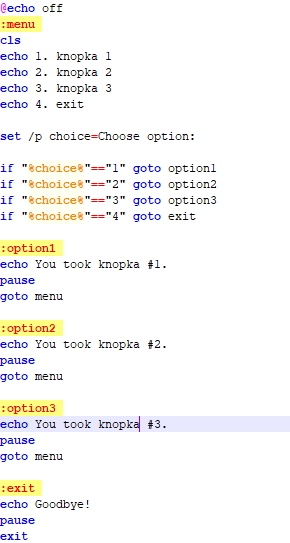 @echo off
:menu
cls
echo 1. knopka 1
echo 2. knopka 2
echo 3. knopka 3
echo 4. exit
set /p choice=Choose option:
if "%choice%"=="1" goto option1
if "%choice%"=="2" goto option2
if "%choice%"=="3" goto option3
if "%choice%"=="4" goto exit
:option1
echo You took knopka #1.
pause
goto menu
:option2
echo You took knopka #2.
pause
goto menu
:option3
echo You took knopka #3.
pause
goto menu
:exit
echo Goodbye!
pause
exit